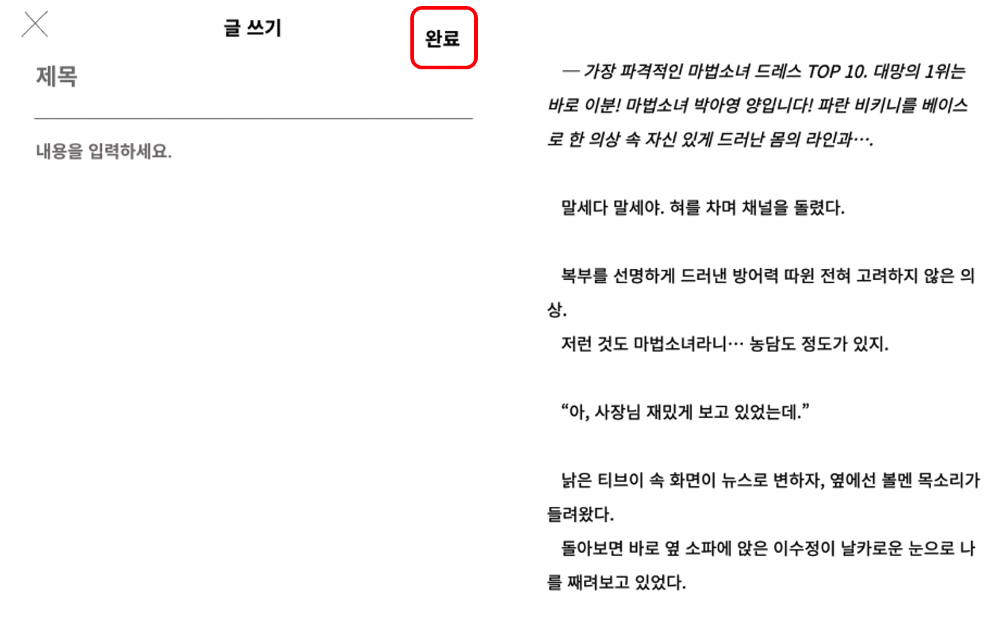 글 쓰기
완료
제목
내용을 입력하세요.
— 가장 파격적인 마법소녀 드레스 TOP 10. 대망의 1위는
바로 이분! 마법소녀 박아영 양입니다! 파란 비키니를 베이스
로 한 의상 속 자신 있게 드러난 몸의 라인과….
말세다 말세야. 혀를 차며 채널을 돌렸다.
복부를 선명하게 드러낸 방어력 따윈 전혀 고려하지 않은 의
상.
저런 것도 마법소녀라니… 농담도 정도가 있지.
“아, 사장님 재밌게 보고 있었는데.”
낡은 티브이 속 화면이 뉴스로 변하자, 옆에선 볼멘 목소리가
들려왔다.
돌아보면 바로 옆 소파에 앉은 이수정이 날카로운 눈으로 나
를 째려보고 있었다.